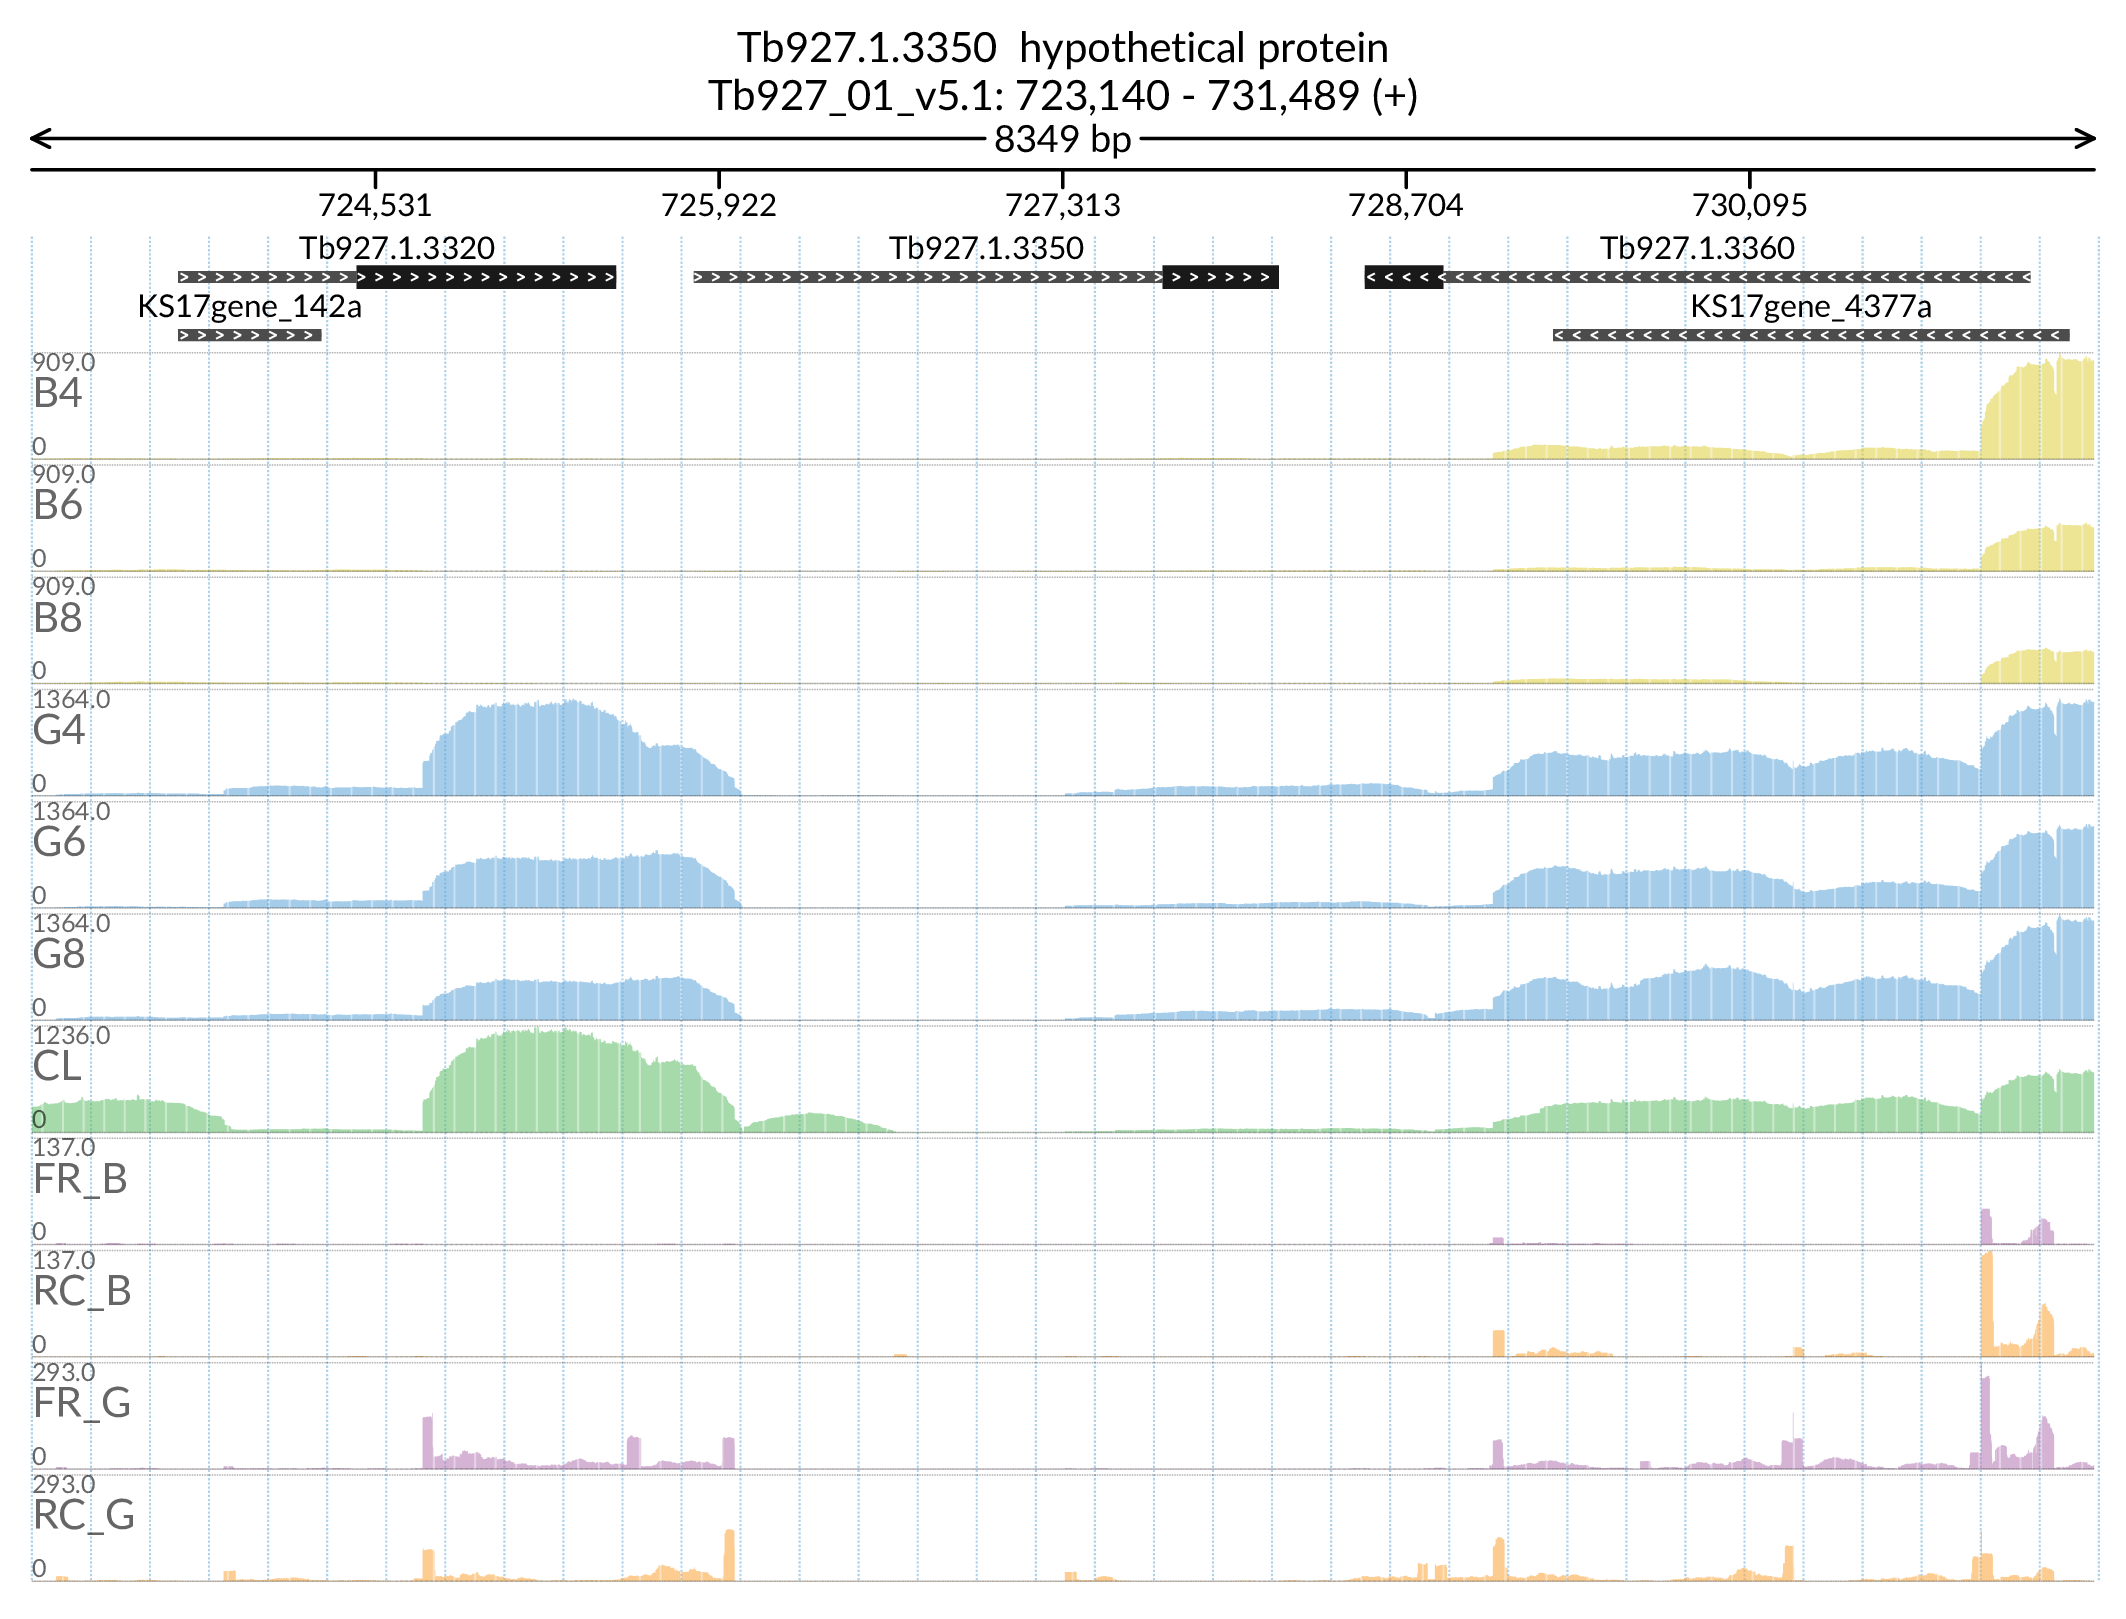 Tb927.1.3350 hypothetical protein
Tb927_01_v5.1: 723,140 - 731,489 (+)
8349 bp
724,531 725,922 727,313 728,704 730,095
Tb927.1.3320 Tb927.1.3350 Tb927.1.3360
KS17gene_142a KS17gene_4377a
909.0
B4
0
909.0
B6
0
909.0
B8
0
1364.0
G4
0
1364.0
G6
0
1364.0
G8
0
1236.0
CL
0
137.0
FR_B
0
137.0
RC_B
0
293.0
FR_G
0
293.0
RC_G
0